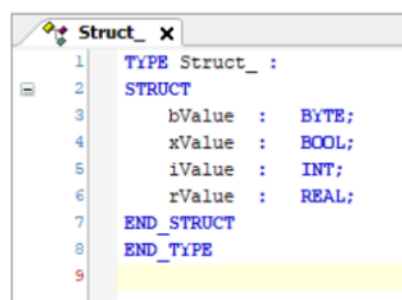 Struct_ X
1 TYPE Struct_ :
2 STRUCT
3 bValue : BYTE;
4 xValue : BOOL;
5 iValue : INT;
6 rValue : REAL;
7 END_STRUCT
8 END_TYPE
9